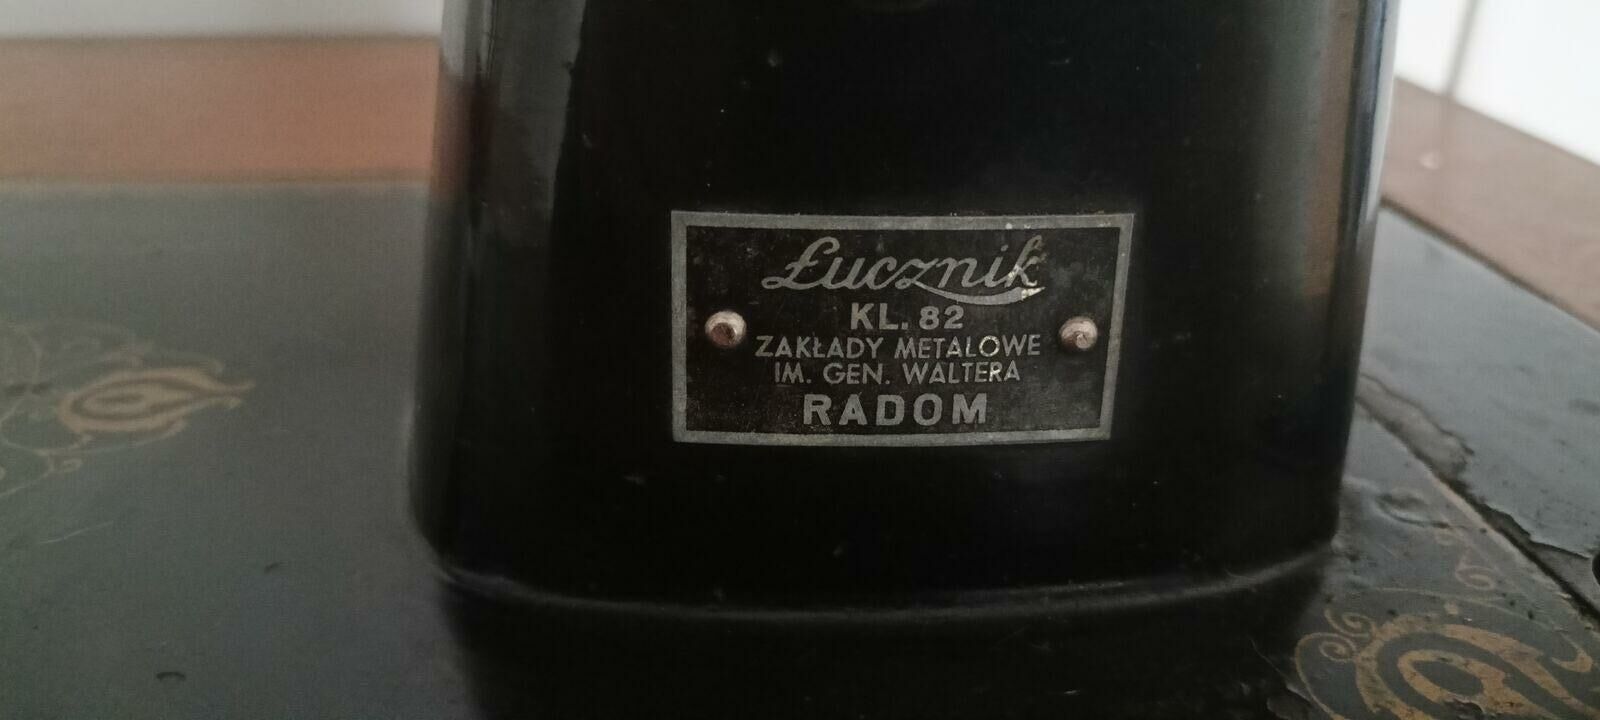 Łucznik
KL. 82
ZAKŁADY METALOWE
IM. GEN. WALTERA
RADOM